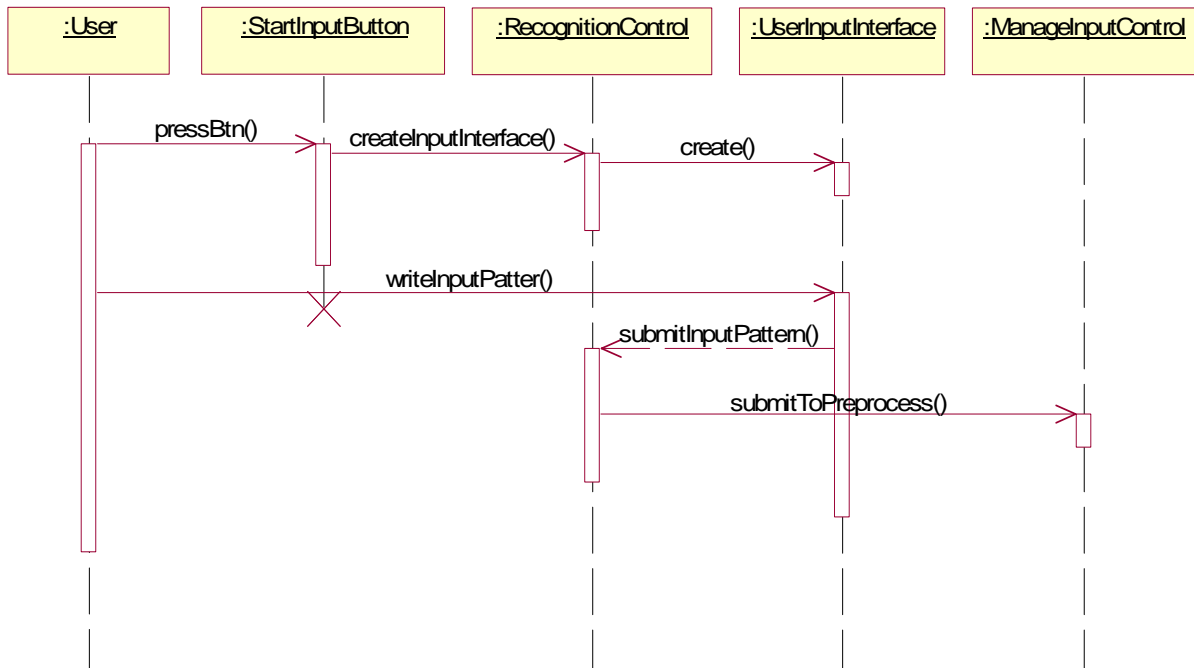 :User
:StartInputButton
:RecognitionControl
:UserInputInterface
:ManageInputControl
pressBtn()
createInputInterface()
create()
writeInputPatter()
submitInputPattern()
submitToPreprocess()